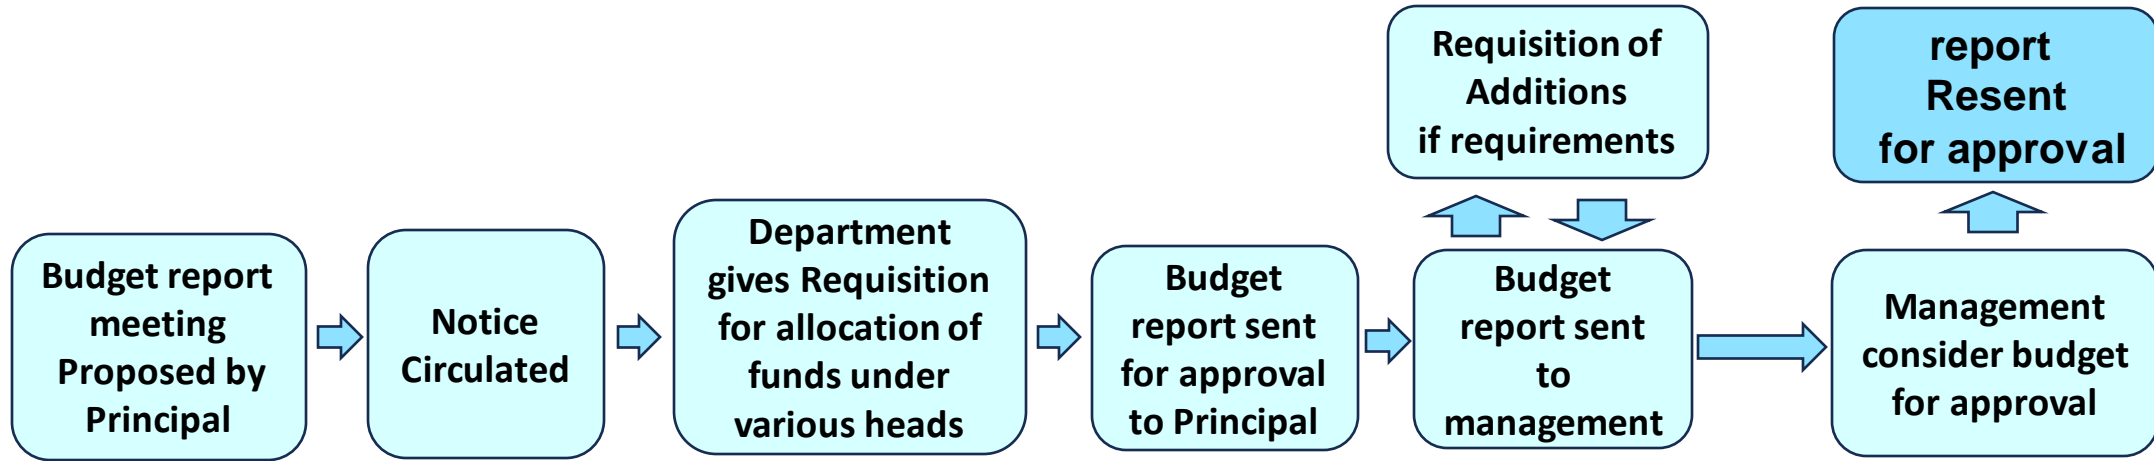 Budget report
meeting
Proposed by
Principal
Notice
Circulated
Department
gives Requisition
for allocation of
funds under
various heads
Budget
report sent
for approval
to Principal
Budget
report sent
to
management
Requisition of
Additions
if requirements
Management
consider budget
for approval
report
Resent
for approval